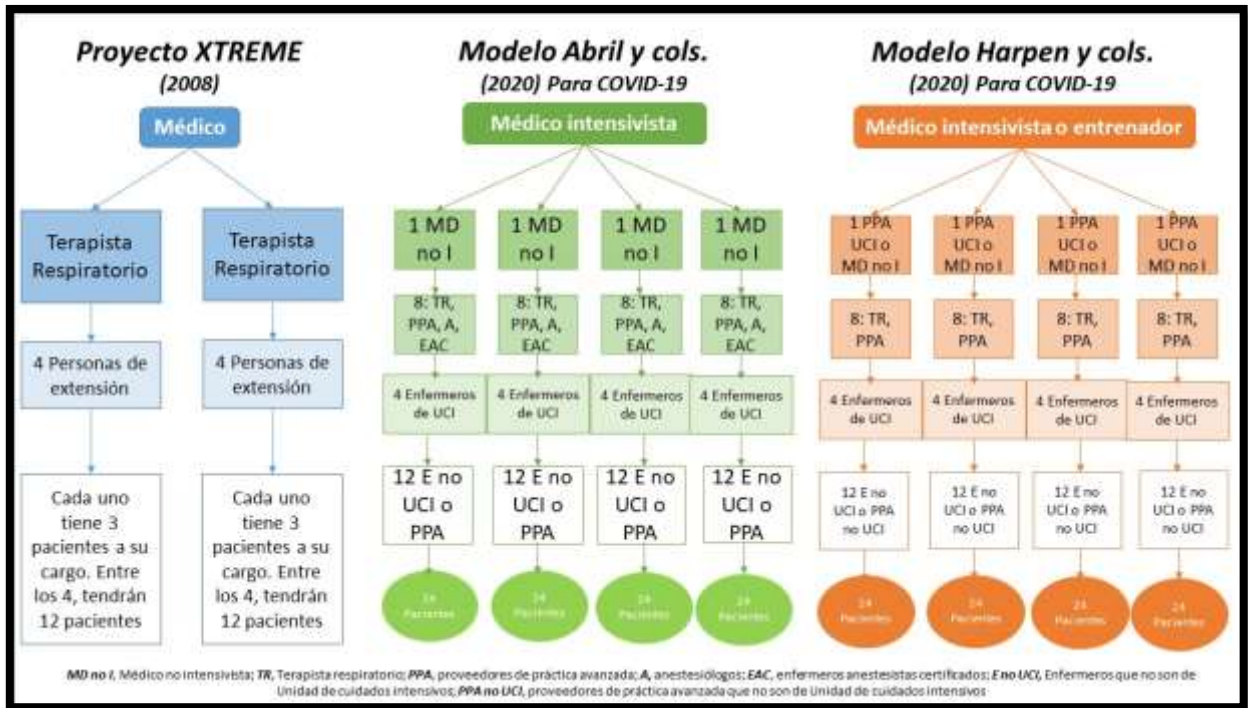 Proyecto XTREME
(2008)
Médico
Terapista
Respiratorio
Terapista
Respiratorio
4 Personas de
extensión
4 Personas de
extensión
Cada uno
tiene 3
pacientes a su
cargo. Entre
los 4, tendrán
12 pacientes
Cada uno
tiene 3
pacientes a su
cargo. Entre
los 4, tendrán
12 pacientes
Modelo Abril y cols.
(2020) Para COVID-19
Médico intensivista
1 MD
no I
1 MD
no I
1 MD
no I
1 MD
no I
8: TR,
PPA, A,
EAC
8: TR,
PPA, A,
EAC
8: TR,
PPA, A,
EAC
8: TR,
PPA, A,
EAC
4 Enfermeros
de UCI
4 Enfermeros
de UCI
4 Enfermeros
de UCI
4 Enfermeros
de UCI
12 E no
UCI o
PPA
12 E no
UCI o
PPA
12 E no
UCI o
PPA
12 E no
UCI o
PPA
24
Pacientes
24
Pacientes
24
Pacientes
24
Pacientes
Modelo Harpen y cols.
(2020) Para COVID-19
Médico intensivista o entrenador
1 PPA
UCI o
MD no I
1 PPA
UCI o
MD no I
1 PPA
UCI o
MD no I
1 PPA
UCI o
MD no I
8: TR,
PPA
8: TR,
PPA
8: TR,
PPA
8: TR,
PPA
4 Enfermeros
de UCI
4 Enfermeros
de UCI
4 Enfermeros
de UCI
4 Enfermeros
de UCI
12 E no
UCI o PPA
no UCI
12 E no
UCI o PPA
no UCI
12 E no
UCI o PPA
no UCI
12 E no
UCI o PPA
no UCI
24
Pacientes
24
Pacientes
24
Pacientes
24
Pacientes
MD no I, Médico no intensivista; TR, Terapista respiratorio; PPA, proveedores de práctica avanzada; A, anestesiólogos; EAC, enfermeros anestesistas certificados; E no UCI, Enfermeros que no son de
Unidad de cuidados intensivos; PPA no UCI, proveedores de práctica avanzada que no son de Unidad de cuidados intensivos